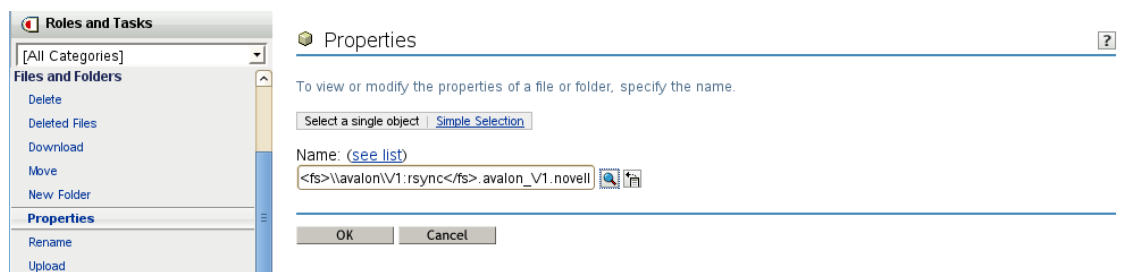 Roles and Tasks
[All Categories]
Files and Folders
Delete
Deleted Files
Download
Move
New Folder
Properties
Rename
Upload
Properties
?
To view or modify the properties of a file or folder, specify the name.
Select a single object | Simple Selection
Name: (see list)
<fs>\\avalon\V1:rsync</fs>.avalon_V1.novell
OK Cancel